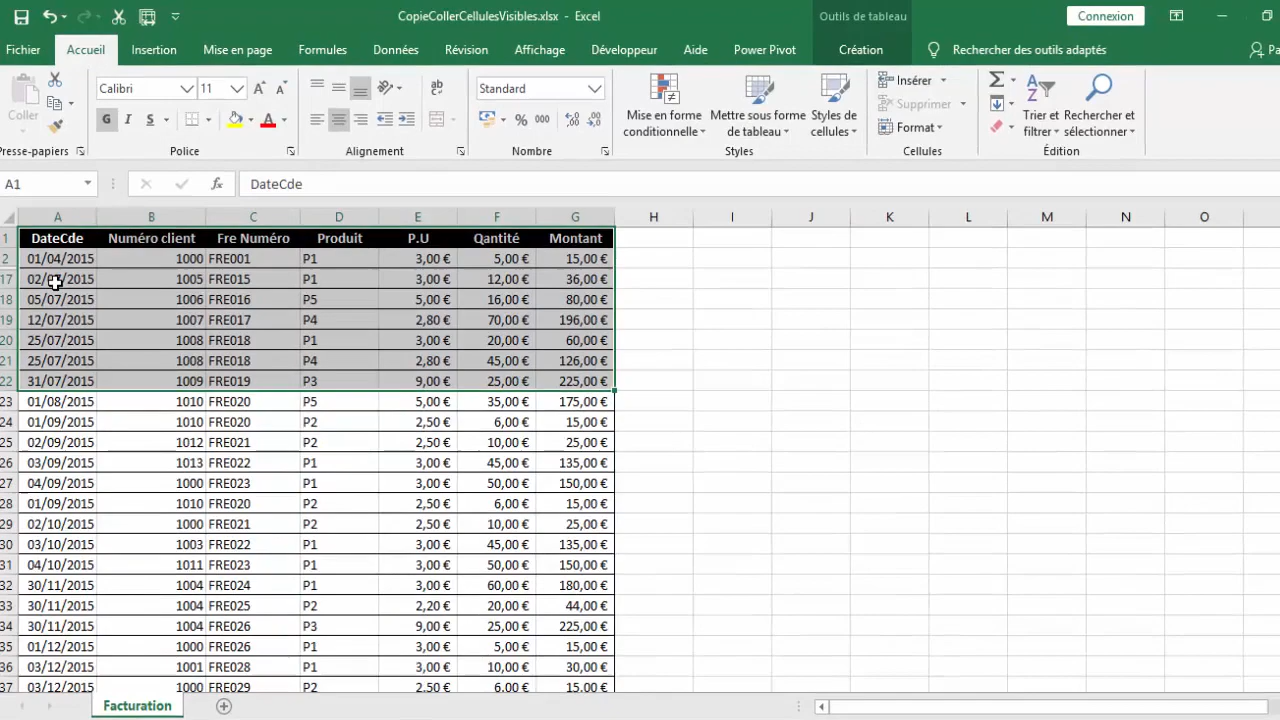 CopieCollerCellulesVisibles.xlsx - Excel
Outils de tableau
Connexion
Fichier Accueil Insertion Mise en page Formules Données Révision Affichage Développeur Aide Power Pivot Création Rechercher des outils adaptés
Coller
Calibri 11
G I S
Standard
% 000
Mise en forme conditionnelle
Mettre sous forme de tableau
Styles de cellules
Insérer
Supprimer
Format
Trier et filtrer
Rechercher et sélectionner
Presse-papiers Police Alignement Nombre Styles Cellules Édition
A1 fx DateCde
A B C D E F G H I J K L M N O
1 DateCde Numéro client Fre Numéro Produit P.U Qantité Montant
2 01/04/2015 1000 FRE001 P1 3,00 € 5,00 € 15,00 €
17 02/ /2015 1005 FRE015 P1 3,00 € 12,00 € 36,00 €
18 05/07/2015 1006 FRE016 P5 5,00 € 16,00 € 80,00 €
19 12/07/2015 1007 FRE017 P4 2,80 € 70,00 € 196,00 €
20 25/07/2015 1008 FRE018 P1 3,00 € 20,00 € 60,00 €
21 25/07/2015 1008 FRE018 P4 2,80 € 45,00 € 126,00 €
22 31/07/2015 1009 FRE019 P3 9,00 € 25,00 € 225,00 €
23 01/08/2015 1010 FRE020 P5 5,00 € 35,00 € 175,00 €
24 01/09/2015 1010 FRE020 P2 2,50 € 6,00 € 15,00 €
25 02/09/2015 1012 FRE021 P2 2,50 € 10,00 € 25,00 €
26 03/09/2015 1013 FRE022 P1 3,00 € 45,00 € 135,00 €
27 04/09/2015 1000 FRE023 P1 3,00 € 50,00 € 150,00 €
28 01/09/2015 1010 FRE020 P2 2,50 € 6,00 € 15,00 €
29 02/10/2015 1000 FRE021 P2 2,50 € 10,00 € 25,00 €
30 03/10/2015 1003 FRE022 P1 3,00 € 45,00 € 135,00 €
31 04/10/2015 1011 FRE023 P1 3,00 € 50,00 € 150,00 €
32 30/11/2015 1004 FRE024 P1 3,00 € 60,00 € 180,00 €
33 30/11/2015 1004 FRE025 P2 2,20 € 20,00 € 44,00 €
34 30/11/2015 1004 FRE026 P3 9,00 € 25,00 € 225,00 €
35 01/12/2015 1000 FRE026 P1 3,00 € 5,00 € 15,00 €
36 03/12/2015 1001 FRE028 P1 3,00 € 10,00 € 30,00 €
37 03/12/2015 1000 FRE029 P2 2,50 € 6,00 € 15,00 €
Facturation